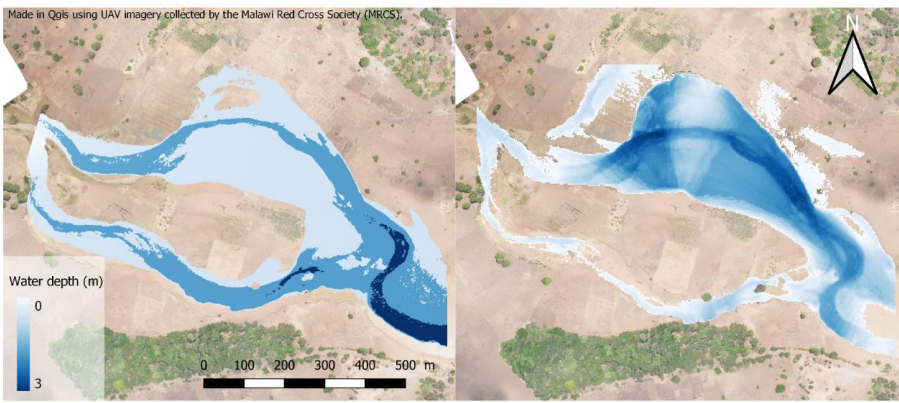 Made in Qgis using UAV imagery collected by the Malawi Red Cross Society (MRCS).
N
Water depth (m)
0
3
0 100 200 300 400 500 m